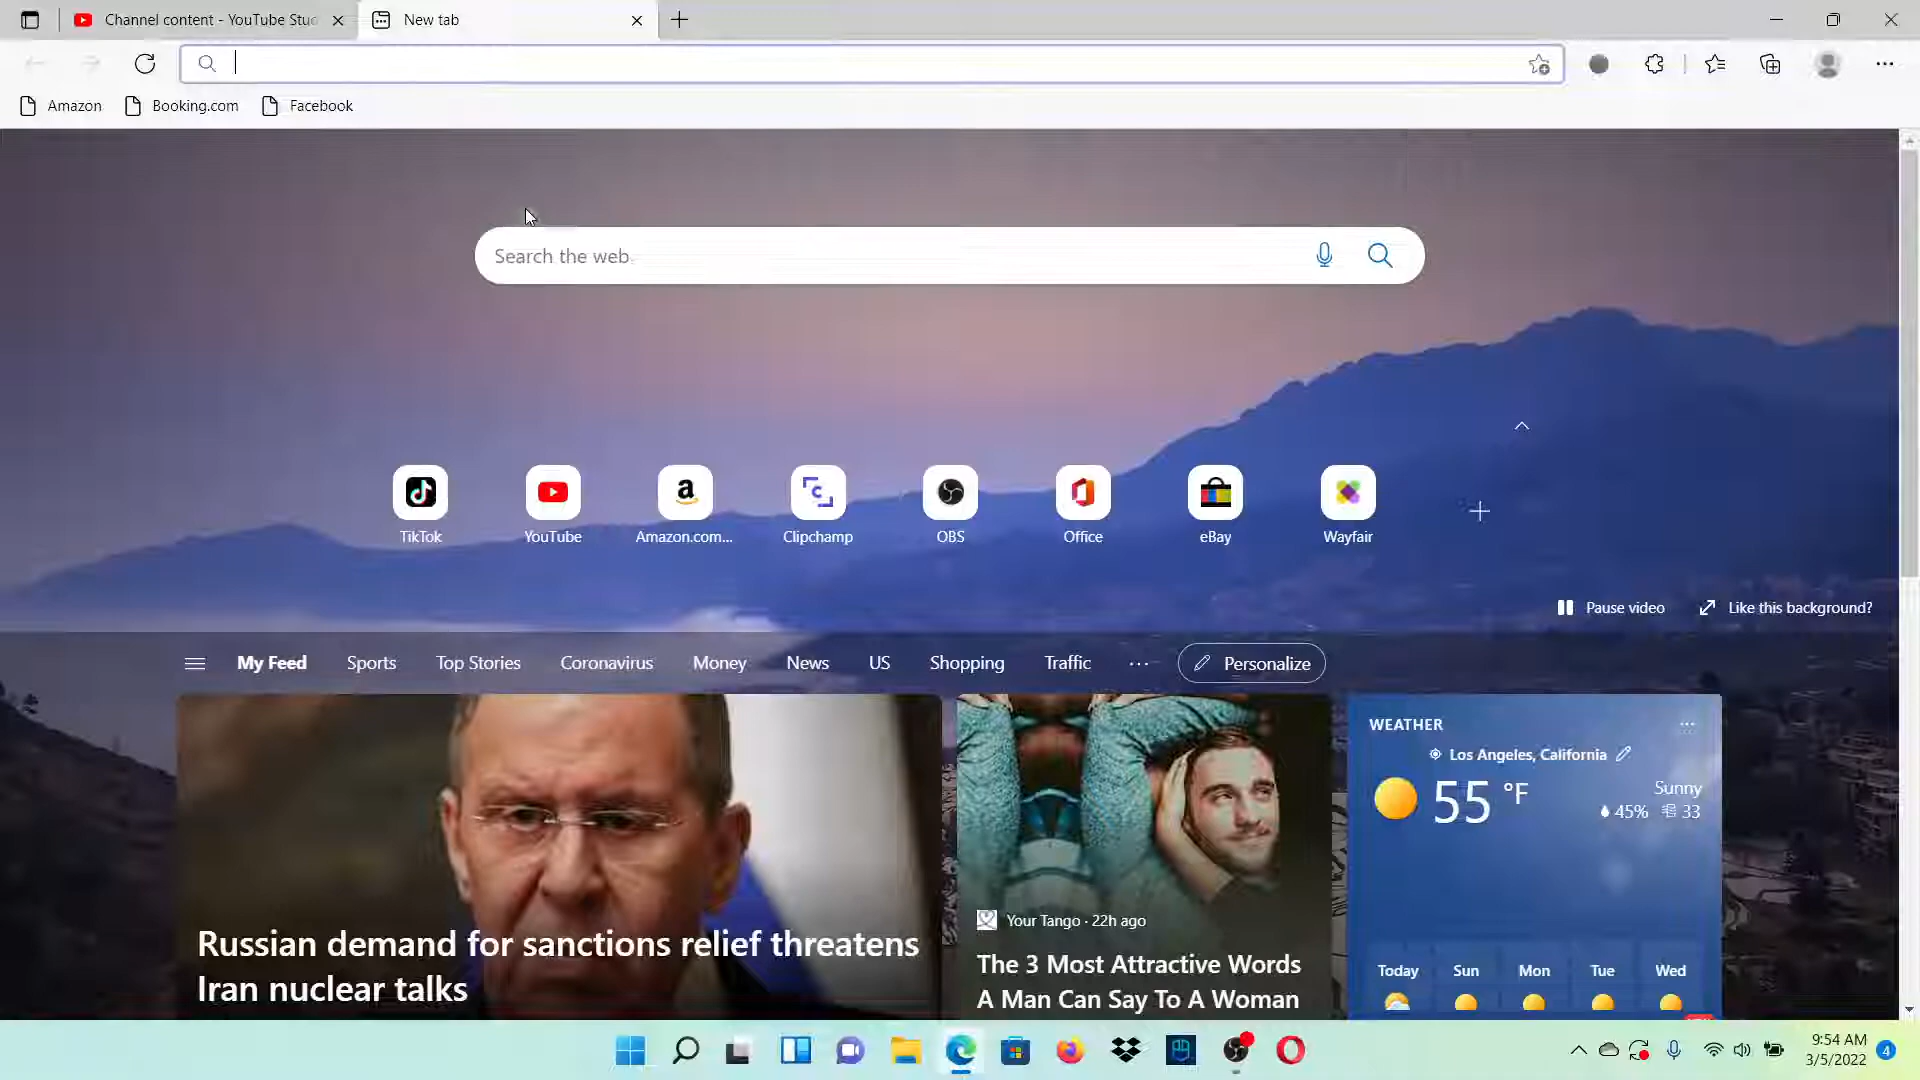 Channel content - YouTube Stu
New tab
Amazon
Booking.com
Facebook
Search the web
TikTok
YouTube
Amazon.com...
Clipchamp
OBS
Office
eBay
Wayfair
Pause video
Like this background?
My Feed
Sports
Top Stories
Coronavirus
Money
News
US
Shopping
Traffic
Personalize
Russian demand for sanctions relief threatens
Iran nuclear talks
Your Tango · 22h ago
The 3 Most Attractive Words
A Man Can Say To A Woman
WEATHER
Los Angeles, California
55 °F
Sunny
45% 33
Today
Sun
Mon
Tue
Wed
9:54 AM
3/5/2022
4